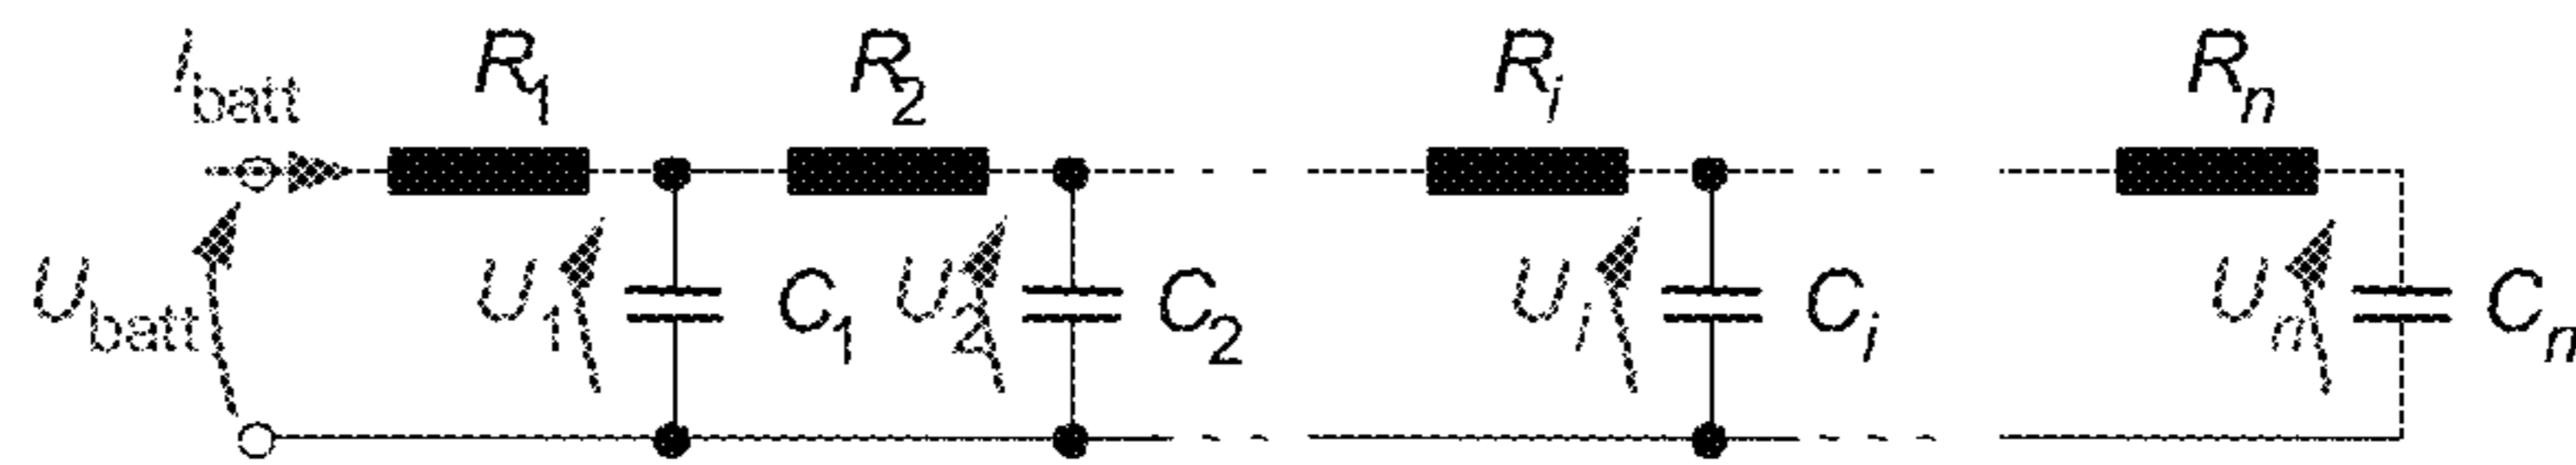 I_batt R_1 R_2 R_i R_n
U_batt U_1 C_1 U_2 C_2 U_i C_i U_n C_n